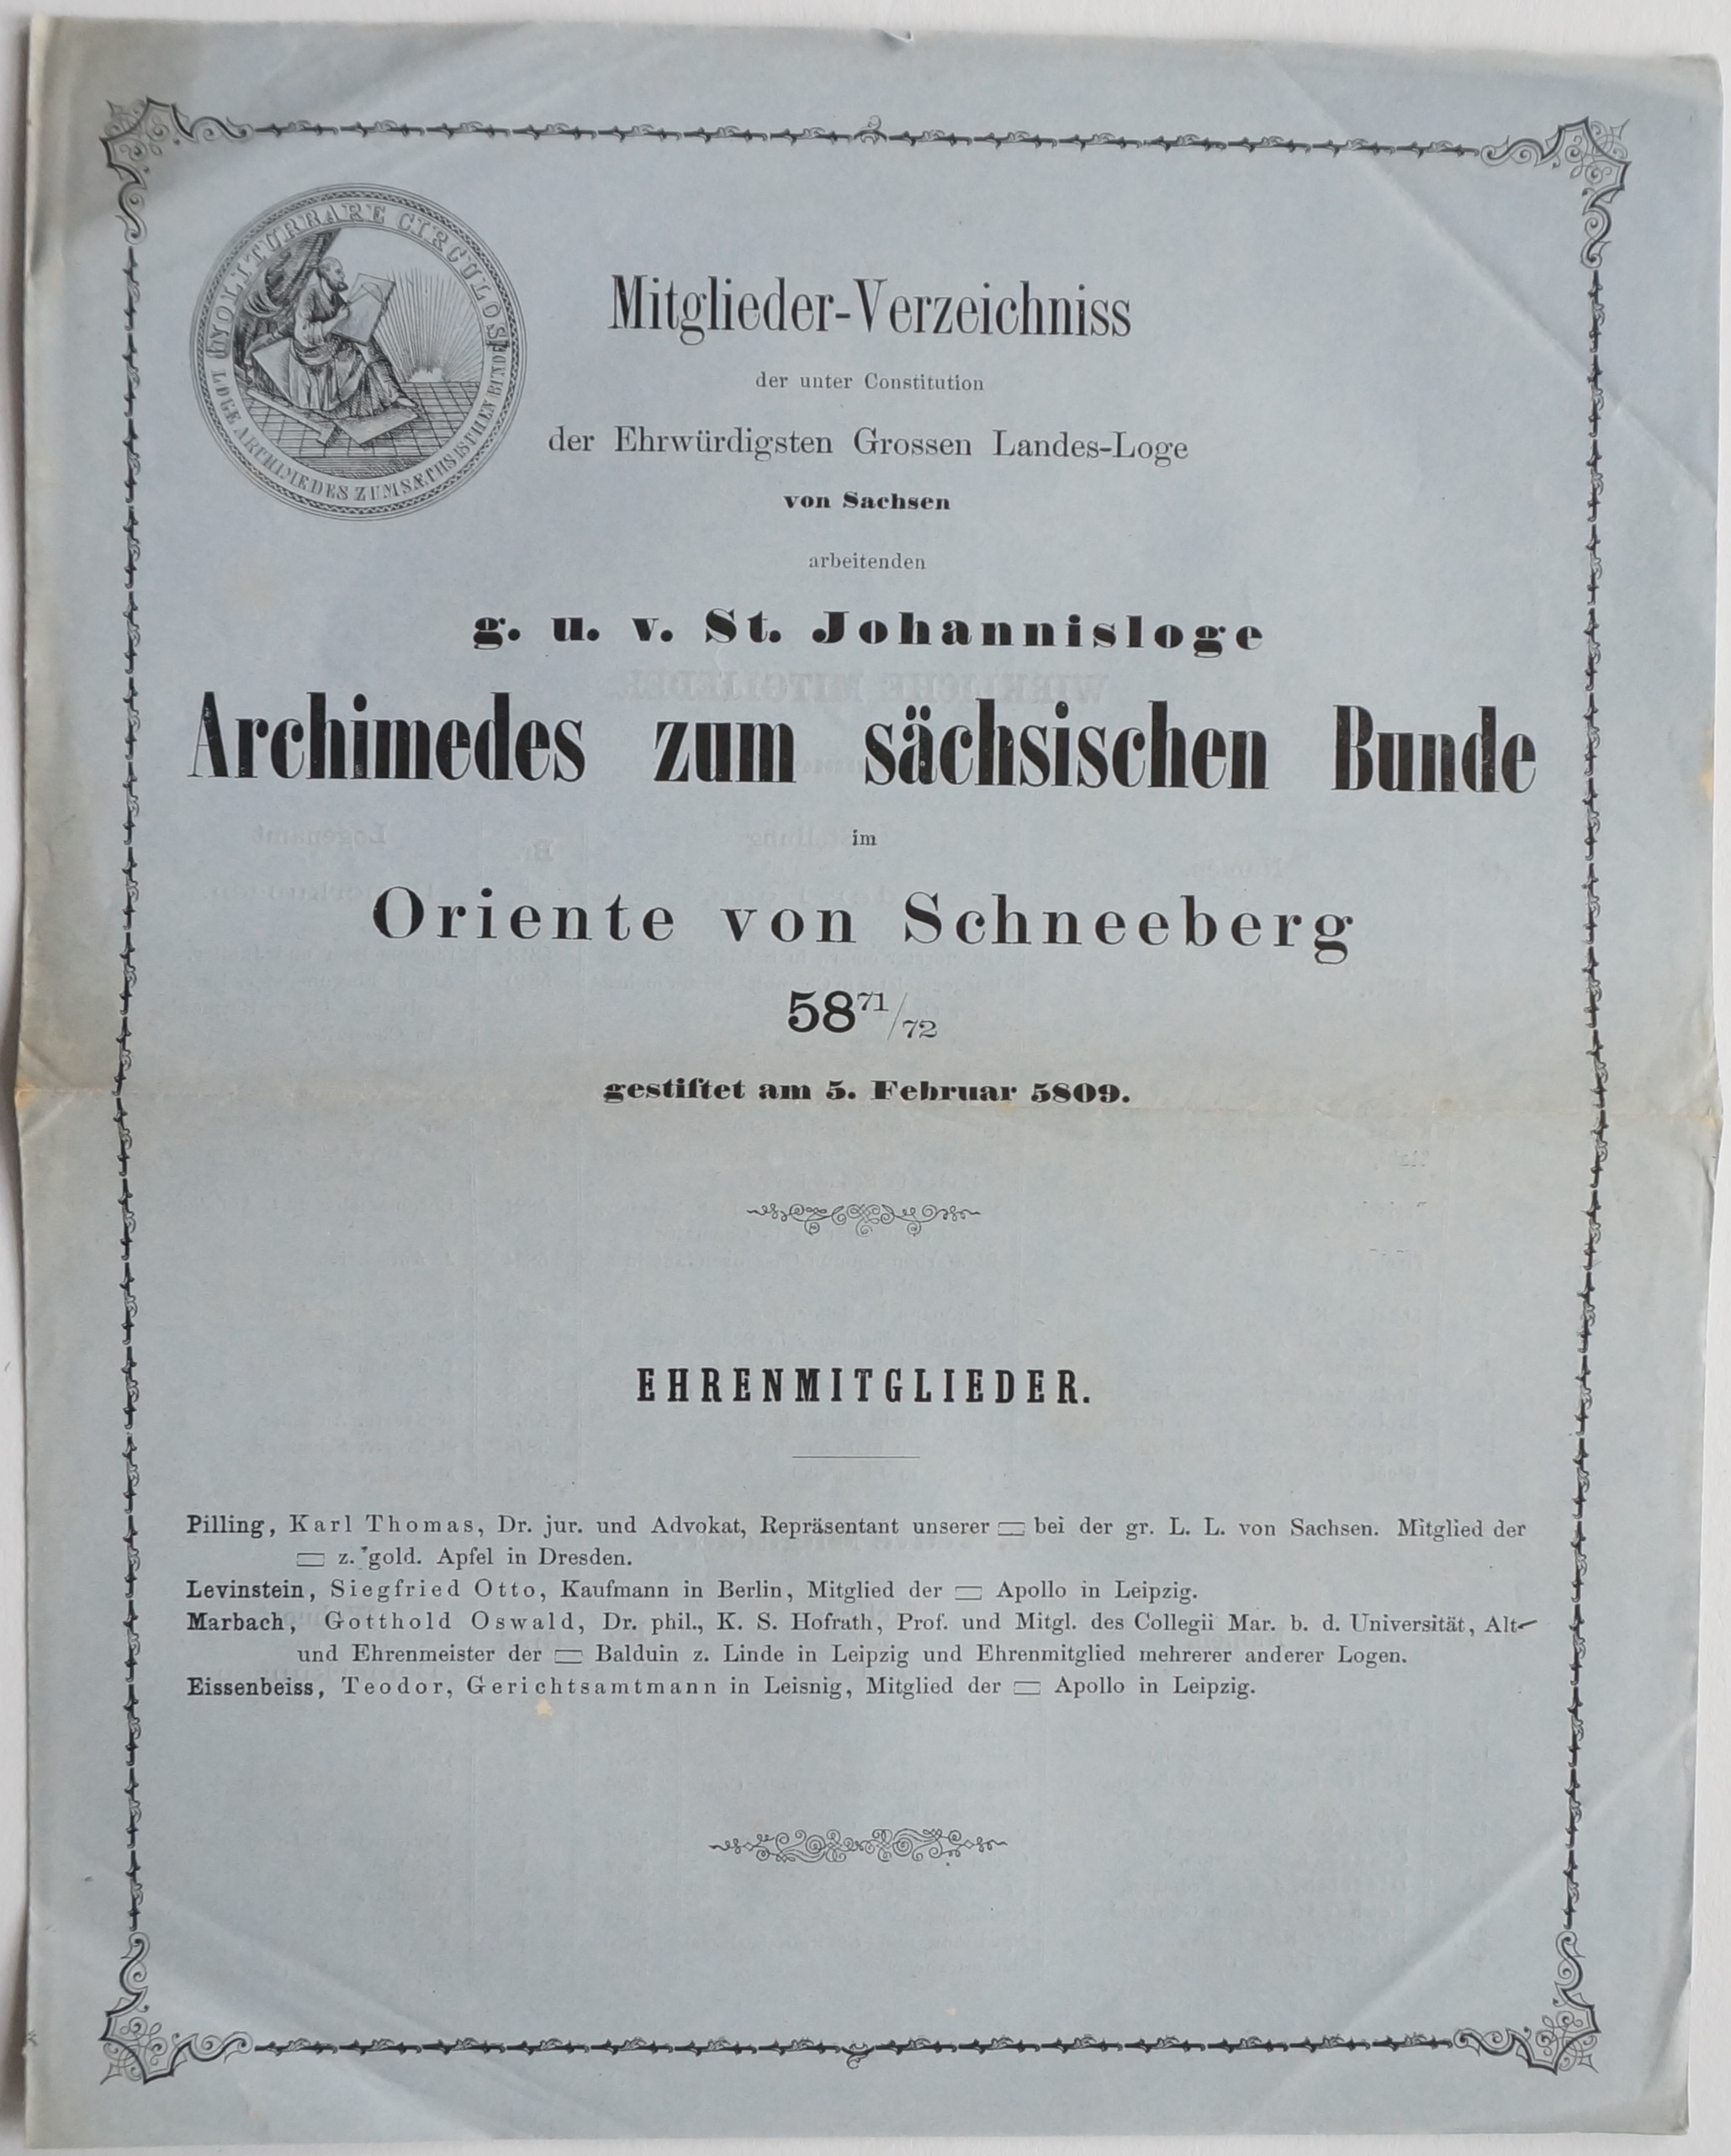 NOLI TURBARE CIRCULOS
LOGE ARCHIMEDES ZUM SÆCHSISCHEN BUNDE
Mitglieder-Verzeichniss
der unter Constitution
der Ehrwürdigsten Grossen Landes-Loge
von Sachsen
arbeitenden
g. u. v. St. Johannisloge
Archimedes zum sächsischen Bunde
im
Oriente von Schneeberg
58⁷¹/₇₂
gestiftet am 5. Februar 5809.
EHRENMITGLIEDER.
Pilling, Karl Thomas, Dr. jur. und Advokat, Repräsentant unserer ▭ bei der gr. L. L. von Sachsen. Mitglied der
▭ z. gold. Apfel in Dresden.
Levinstein, Siegfried Otto, Kaufmann in Berlin, Mitglied der ▭ Apollo in Leipzig.
Marbach, Gotthold Oswald, Dr. phil., K. S. Hofrath, Prof. und Mitgl. des Collegii Mar. b. d. Universität, Alt-
und Ehrenmeister der ▭ Balduin z. Linde in Leipzig und Ehrenmitglied mehrerer anderer Logen.
Eissenbeiss, Teodor, Gerichtsamtmann in Leisnig, Mitglied der ▭ Apollo in Leipzig.